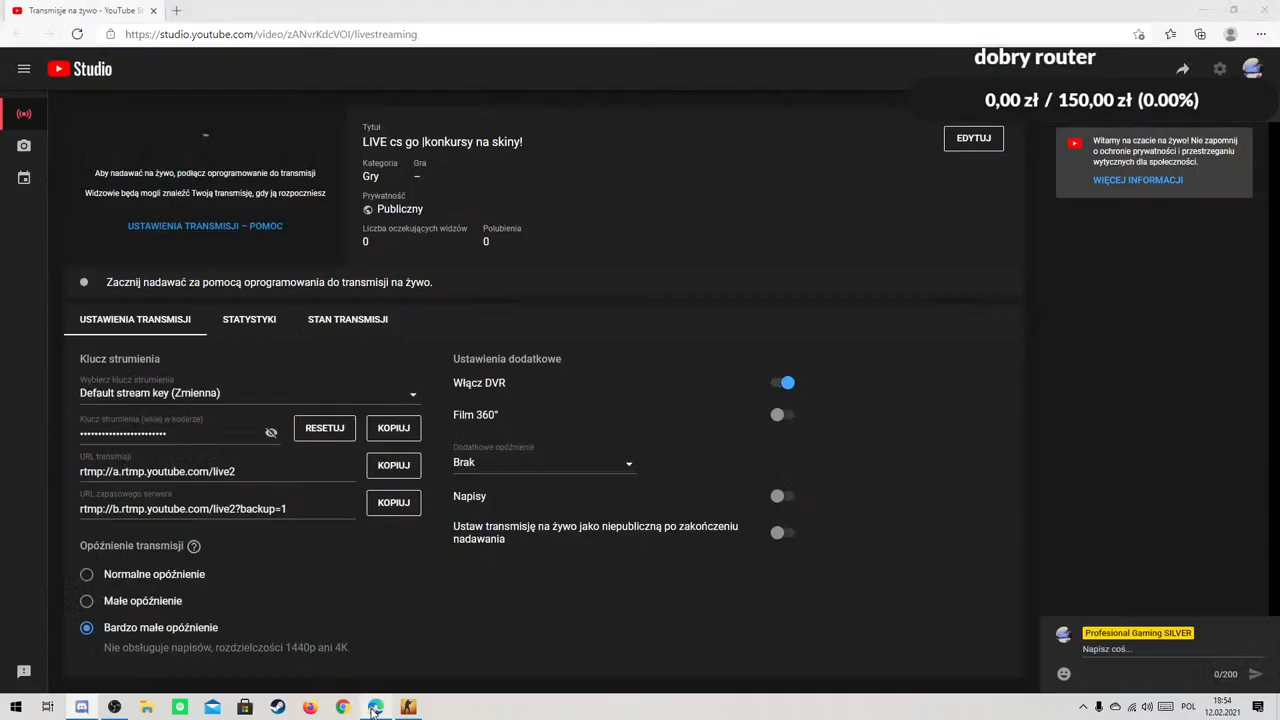 Transmisje na żywo - YouTube S
https://studio.youtube.com/video/zANvrKdcVOI/livestreaming
Studio
dobry router
0,00 zł / 150,00 zł (0.00%)
Aby nadawać na żywo, podłącz oprogramowanie do transmisji
Widzowie będą mogli znaleźć Twoją transmisję, gdy ją rozpoczniesz
USTAWIENIA TRANSMISJI – POMOC
Tytuł
LIVE cs go |konkursy na skiny!
EDYTUJ
Kategoria Gra
Gry –
Prywatność
Publiczny
Liczba oczekujących widzów Polubienia
0 0
Witamy na czacie na żywo! Nie zapomnij
o ochronie prywatności i przestrzeganiu
wytycznych dla społeczności.
WIĘCEJ INFORMACJI
Zacznij nadawać za pomocą oprogramowania do transmisji na żywo.
USTAWIENIA TRANSMISJI STATYSTYKI STAN TRANSMISJI
Klucz strumienia
Wybierz klucz strumienia
Default stream key (Zmienna)
Klucz strumienia (wklej w koderze)
••••••••••••••••••••••••
RESETUJ KOPIUJ
URL transmisji
rtmp://a.rtmp.youtube.com/live2
KOPIUJ
URL zapasowego serwera
rtmp://b.rtmp.youtube.com/live2?backup=1
KOPIUJ
Opóźnienie transmisji ?
Normalne opóźnienie
Małe opóźnienie
Bardzo małe opóźnienie
Nie obsługuje napisów, rozdzielczości 1440p ani 4K
Ustawienia dodatkowe
Włącz DVR
Film 360°
Dodatkowe opóźnienie
Brak
Napisy
Ustaw transmisję na żywo jako niepubliczną po zakończeniu
nadawania
Profesional Gaming SILVER
Napisz coś...
0/200
POL
18:54
12.02.2021